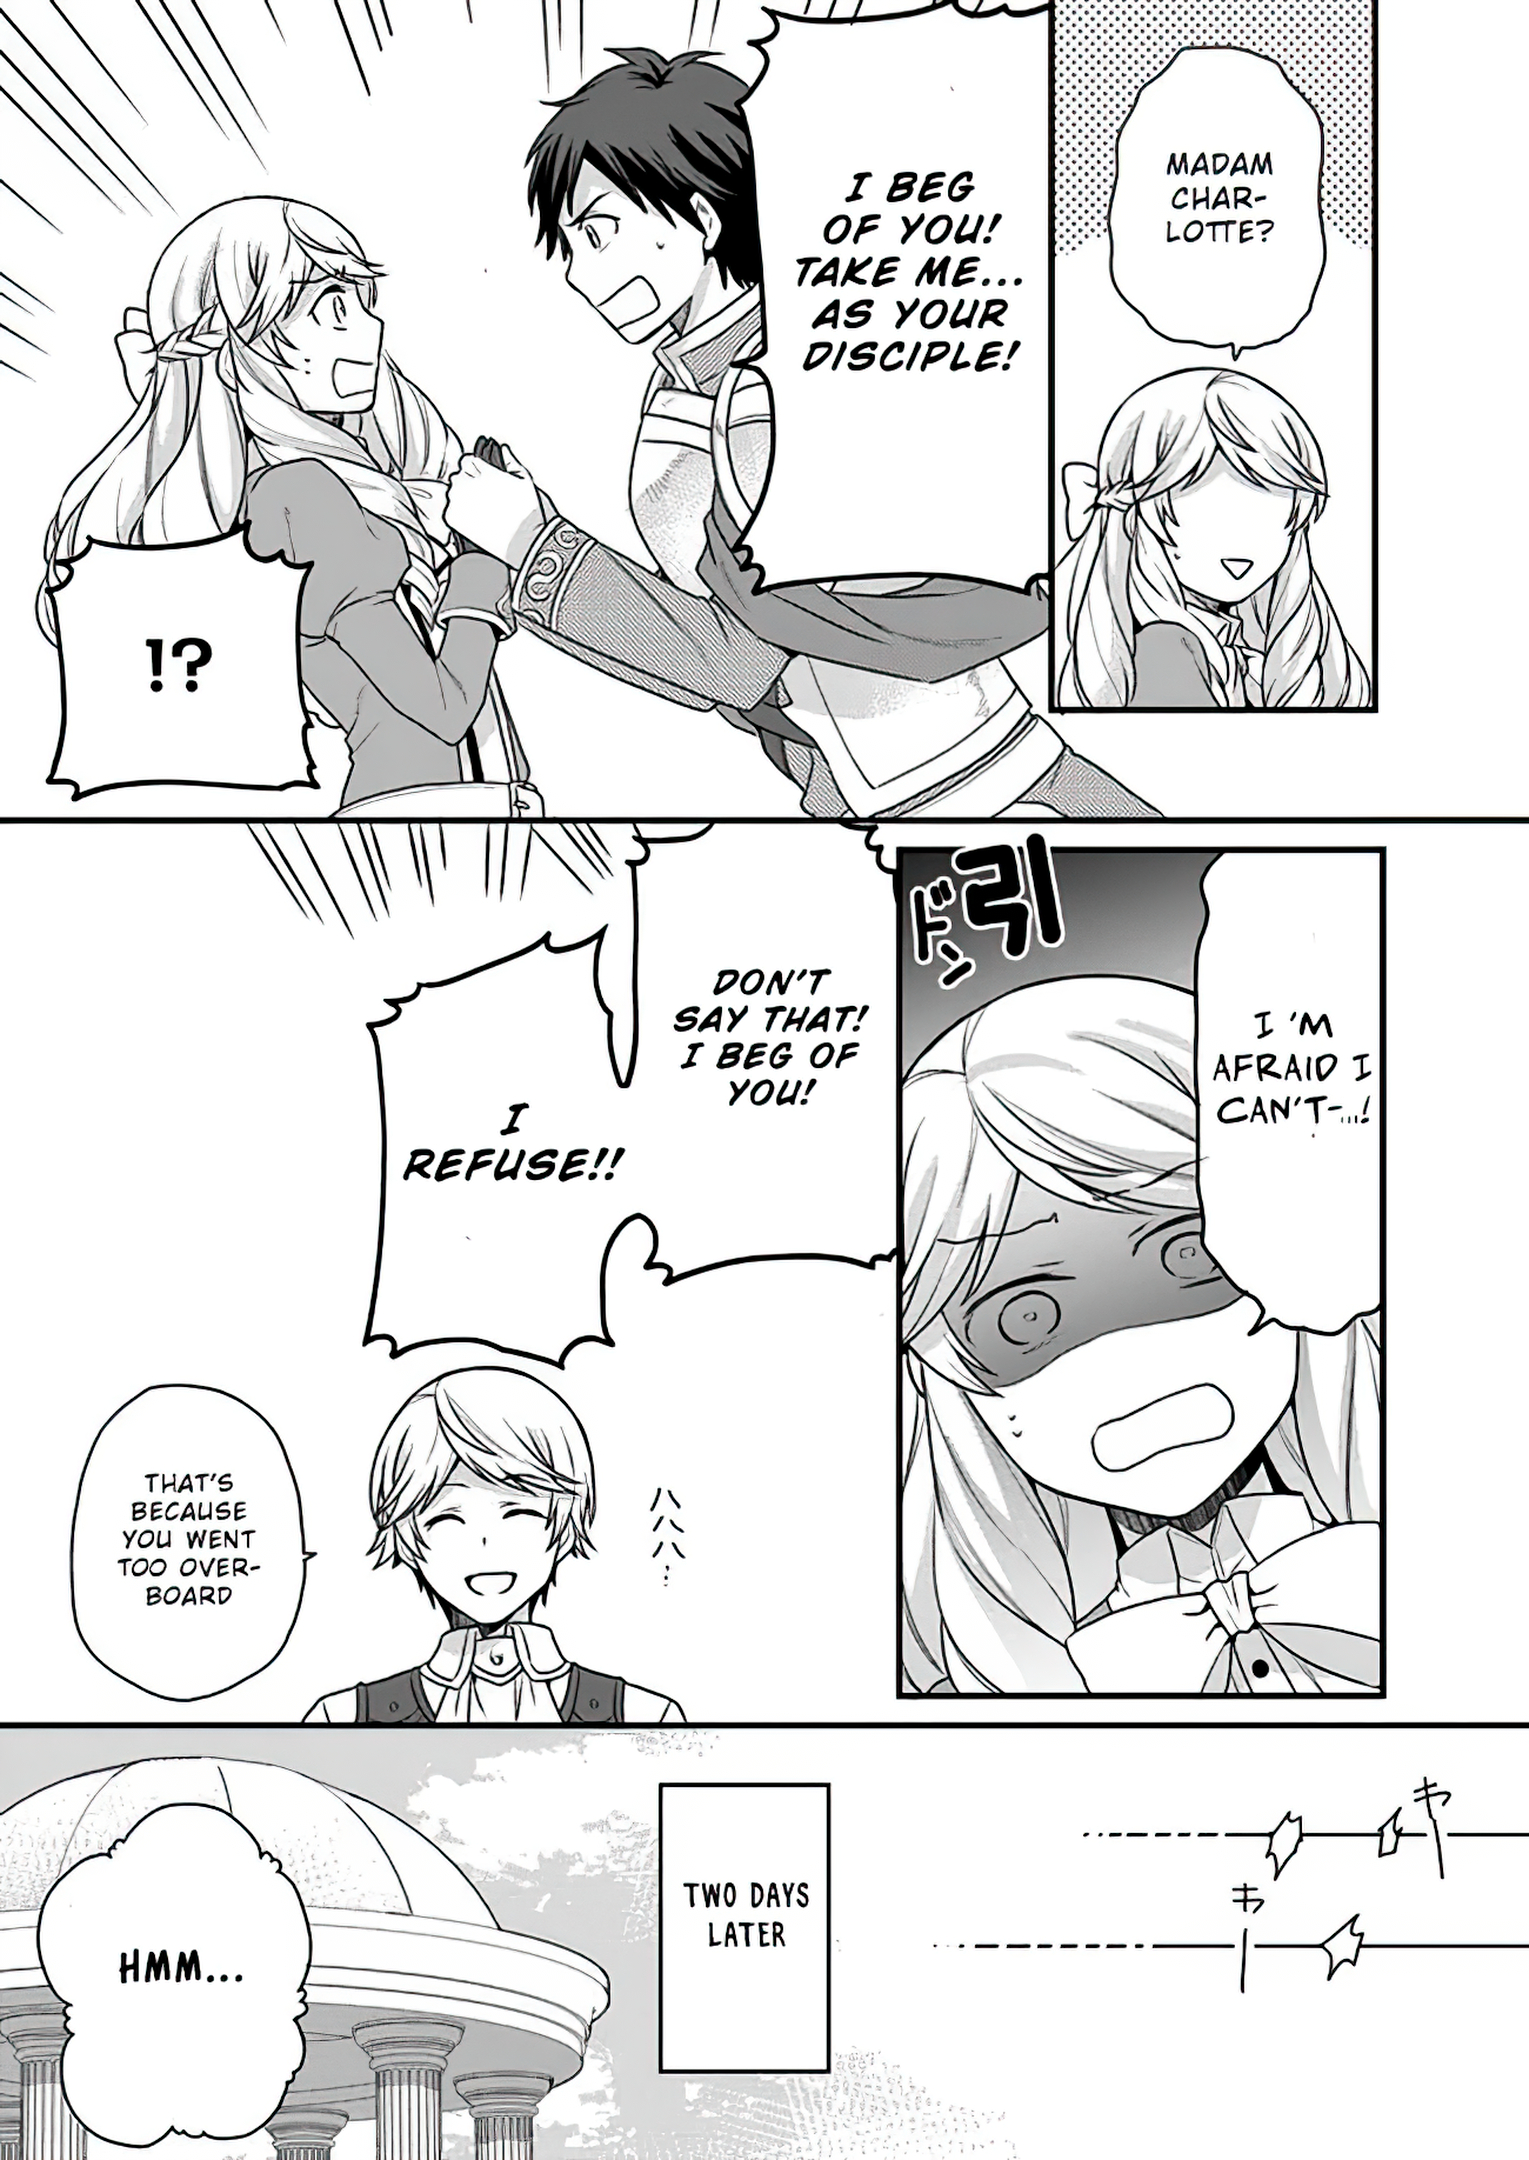 MADAM
CHAR-
LOTTE?
I BEG
OF YOU!
TAKE ME...
AS YOUR
DISCIPLE!
!?
I 'M
AFRAID I
CAN'T-...!
ドン
引
DON'T
SAY THAT!
I BEG OF
YOU!
I
REFUSE!!
ハハハ…
THAT'S
BECAUSE
YOU WENT
TOO OVER-
BOARD
キ
キ
TWO DAYS
LATER
HMM...